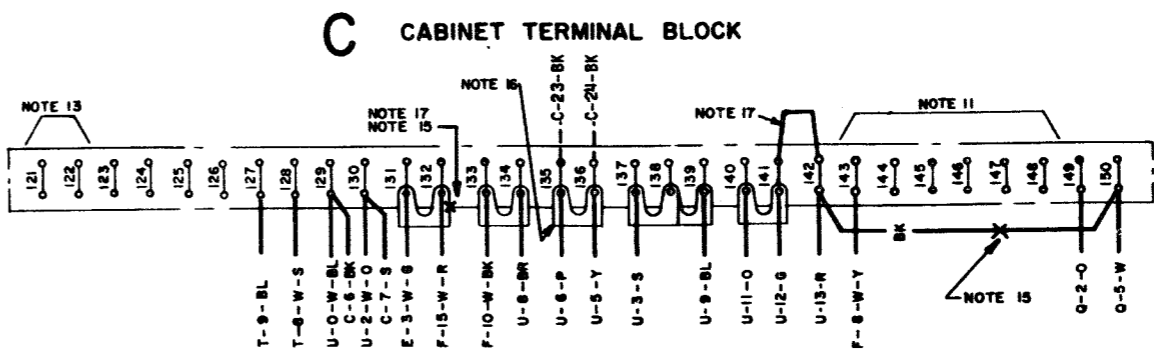 C CABINET TERMINAL BLOCK
C-23-BK
C-24-BK
NOTE 16
NOTE 13
NOTE 17
NOTE 15
NOTE 17
NOTE 11
121
122
123
124
125
126
127
128
129
130
131
132
133
134
135
136
137
138
139
140
141
142
143
144
145
146
147
148
149
150
BK
NOTE 15
T-9-BL
T-8-W-S
U-0-W-BL
C-6-BK
U-2-W-O
C-7-S
E-3-W-G
F-15-W-R
F-10-W-BK
U-8-BR
U-6-P
U-5-Y
U-3-S
U-9-BL
U-11-O
U-12-G
U-13-R
F-8-W-Y
Q-2-O
Q-5-W